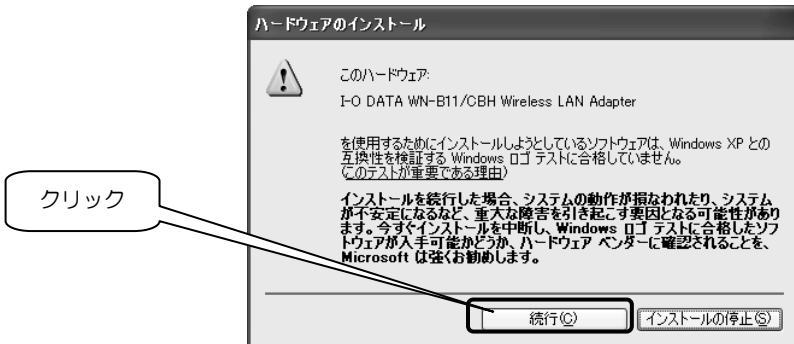 ハードウェアのインストール
このハードウェア:
I-O DATA WN-B11/CBH Wireless LAN Adapter
を使用するためにインストールしようとしているソフトウェアは、Windows XP との
互換性を検証する Windows ロゴ テストに合格していません。
(このテストが重要である理由)
インストールを続行した場合、システムの動作が損なわれたり、システム
が不安定になるなど、重大な障害を引き起こす要因となる可能性があり
ます。今すぐインストールを中断し、Windows ロゴ テストに合格したソフ
トウェアが入手可能かどうか、ハードウェア ベンダーに確認されることを、
Microsoft は強くお勧めします。
クリック
続行(C)
インストールの停止(S)